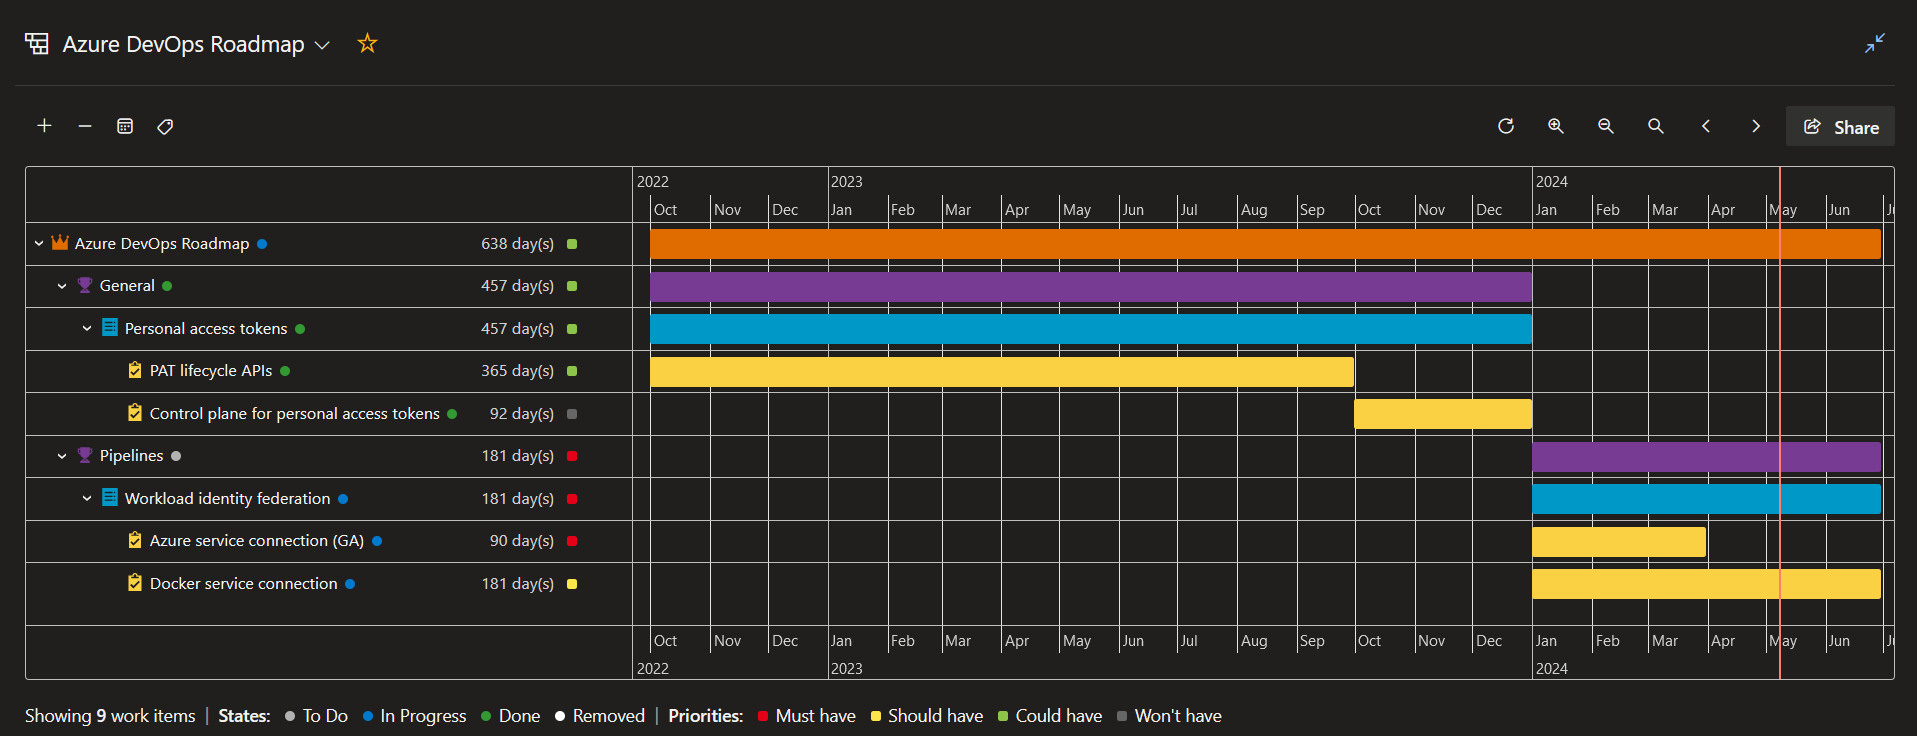 Azure DevOps Roadmap
Share
2022 2023 2024
Oct Nov Dec Jan Feb Mar Apr May Jun Jul Aug Sep Oct Nov Dec Jan Feb Mar Apr May Jun
Azure DevOps Roadmap 638 day(s)
General 457 day(s)
Personal access tokens 457 day(s)
PAT lifecycle APIs 365 day(s)
Control plane for personal access tokens 92 day(s)
Pipelines 181 day(s)
Workload identity federation 181 day(s)
Azure service connection (GA) 90 day(s)
Docker service connection 181 day(s)
Oct Nov Dec Jan Feb Mar Apr May Jun Jul Aug Sep Oct Nov Dec Jan Feb Mar Apr May Jun
2022 2023 2024
Showing 9 work items | States: To Do In Progress Done Removed | Priorities: Must have Should have Could have Won't have